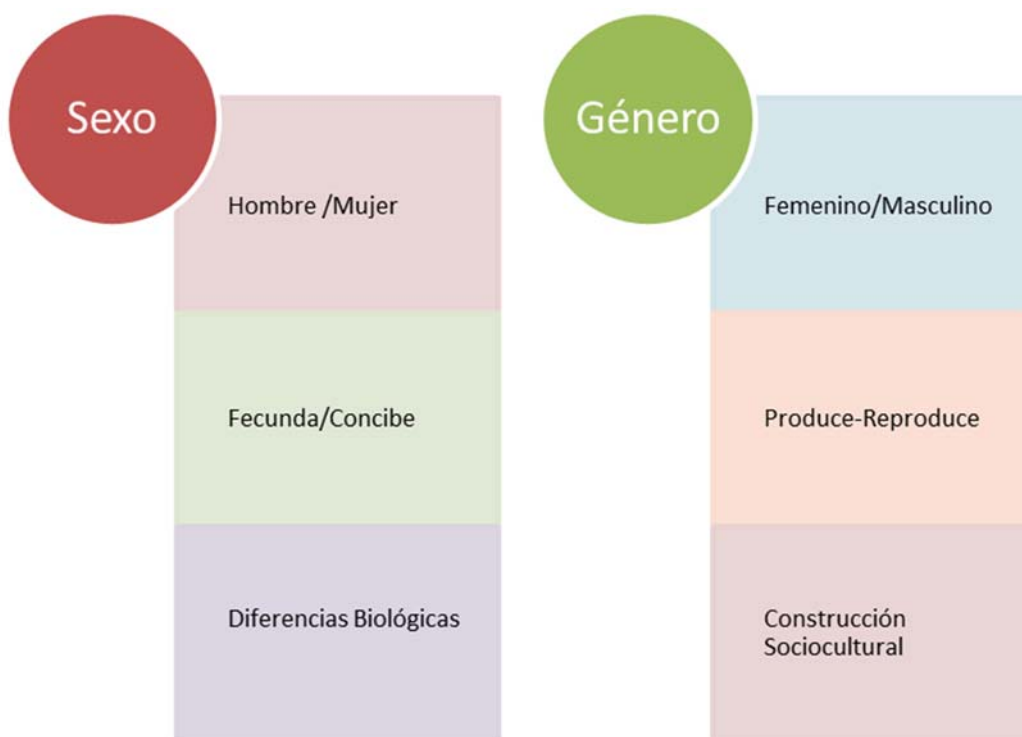 Sexo
Hombre /Mujer
Fecunda/Concibe
Diferencias Biológicas
Género
Femenino/Masculino
Produce-Reproduce
Construcción
Sociocultural